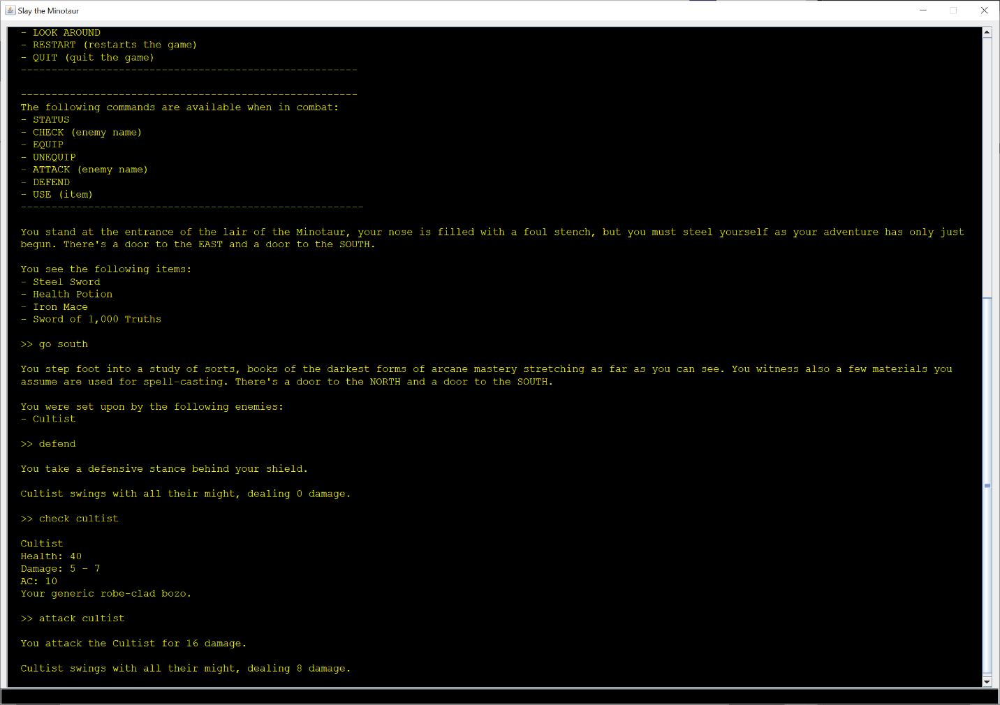 Slay the Minotaur
- LOOK AROUND
- RESTART (restarts the game)
- QUIT (quit the game)
-------------------------------------------------------
-------------------------------------------------------
The following commands are available when in combat:
- STATUS
- CHECK (enemy name)
- EQUIP
- UNEQUIP
- ATTACK (enemy name)
- DEFEND
- USE (item)
--------------------------------------------------------
You stand at the entrance of the lair of the Minotaur, your nose is filled with a foul stench, but you must steel yourself as your adventure has only just
begun. There's a door to the EAST and a door to the SOUTH.
You see the following items:
- Steel Sword
- Health Potion
- Iron Mace
- Sword of 1,000 Truths
>> go south
You step foot into a study of sorts, books of the darkest forms of arcane mastery stretching as far as you can see. You witness also a few materials you
assume are used for spell-casting. There's a door to the NORTH and a door to the SOUTH.
You were set upon by the following enemies:
- Cultist
>> defend
You take a defensive stance behind your shield.
Cultist swings with all their might, dealing 0 damage.
>> check cultist
Cultist
Health: 40
Damage: 5 - 7
AC: 10
Your generic robe-clad bozo.
>> attack cultist
You attack the Cultist for 16 damage.
Cultist swings with all their might, dealing 8 damage.